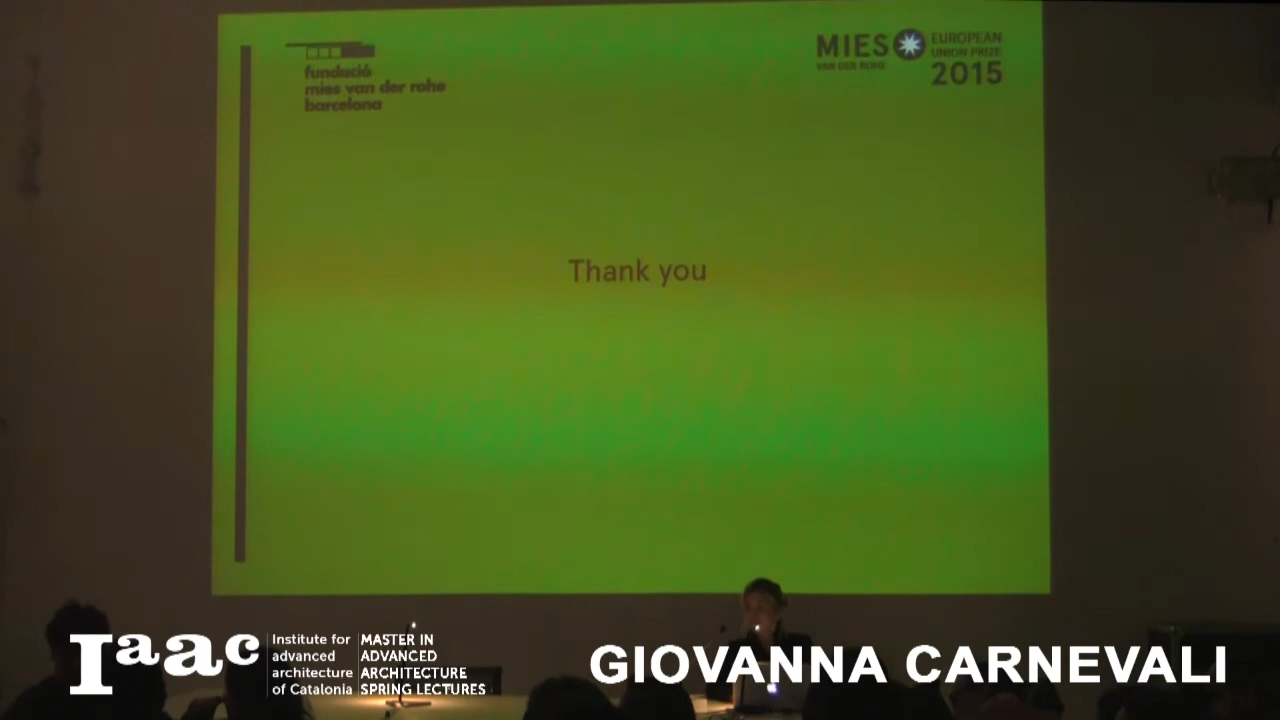 fundació
mies van der rohe
barcelona
MIES
VAN DER ROHE
EUROPEAN
UNION PRIZE
2015
Thank you
Iaac
Institute for
advanced
architecture
of Catalonia
MASTER IN
ADVANCED
ARCHITECTURE
SPRING LECTURES
GIOVANNA CARNEVALI